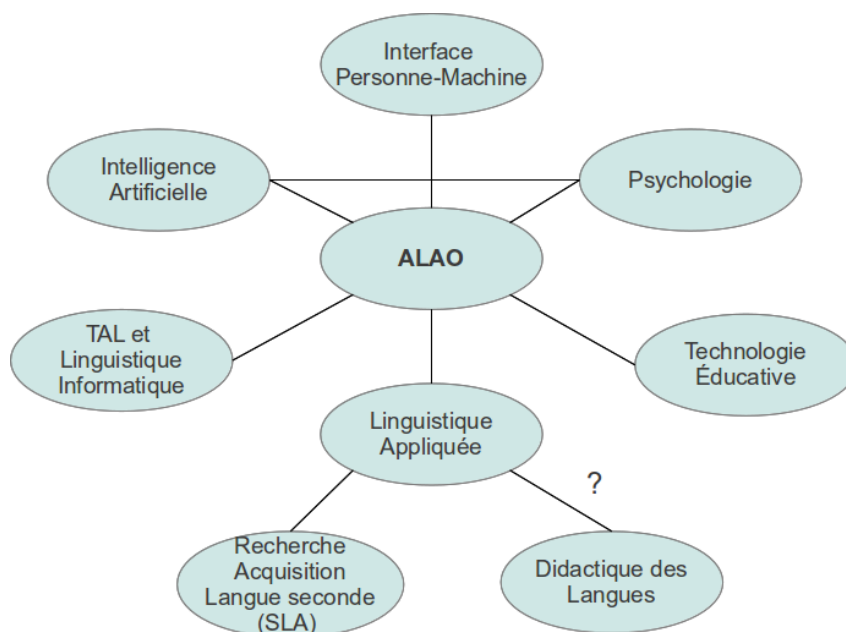 Interface
Personne-Machine
Intelligence
Artificielle
Psychologie
ALAO
TAL et
Linguistique
Informatique
Technologie
Éducative
Linguistique
Appliquée
?
Recherche
Acquisition
Langue seconde
(SLA)
Didactique des
Langues